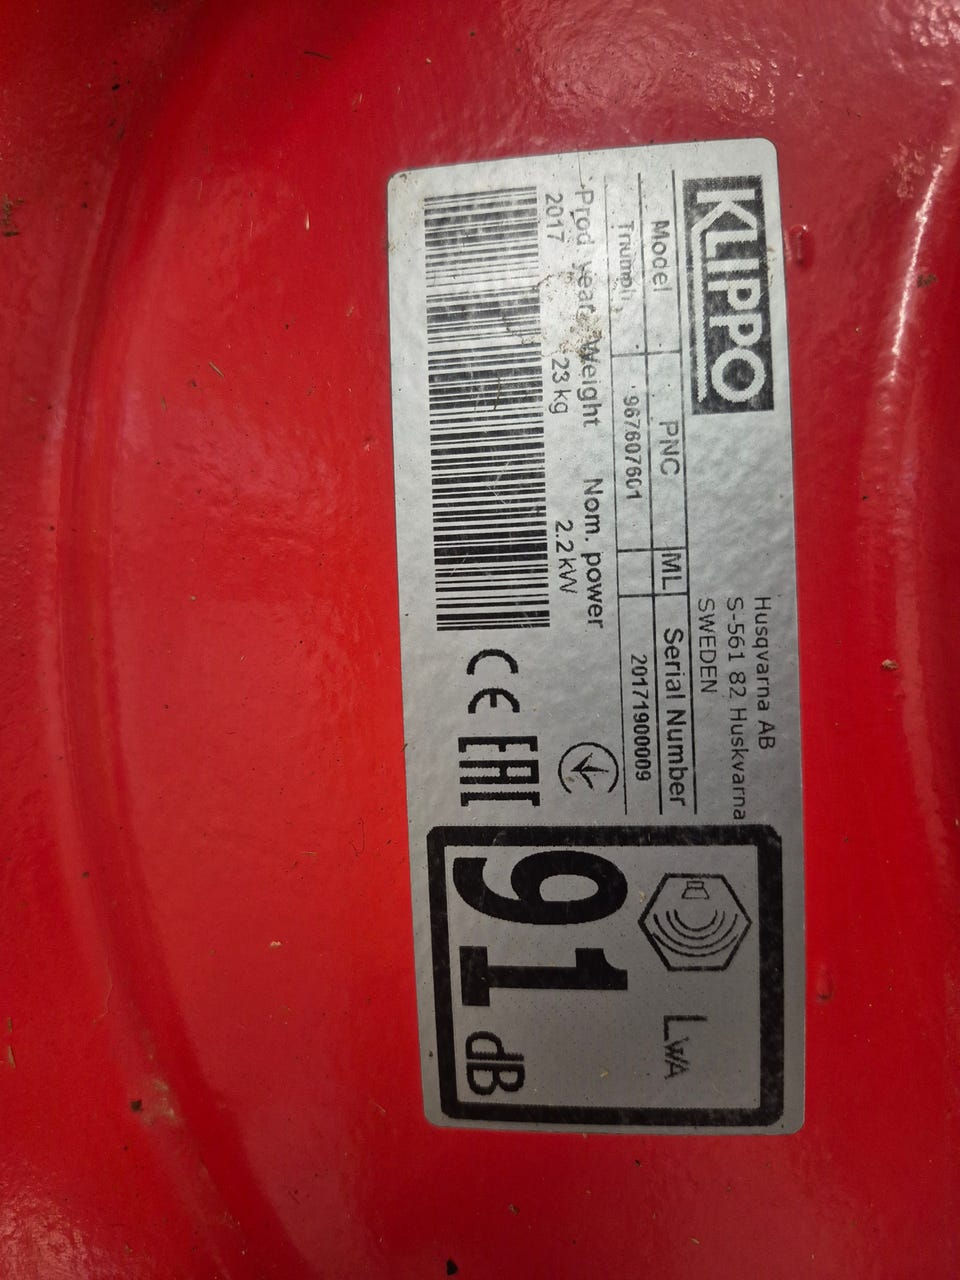 KLIPPO
Husqvarna AB
S-561 82 Huskvarna
SWEDEN
Model PNC ML Serial Number
Triumph 967607601 20171900009
Prod. year Weight Nom. power
2017 23 kg 2.2 kW
CE EAC
LWA
91 dB